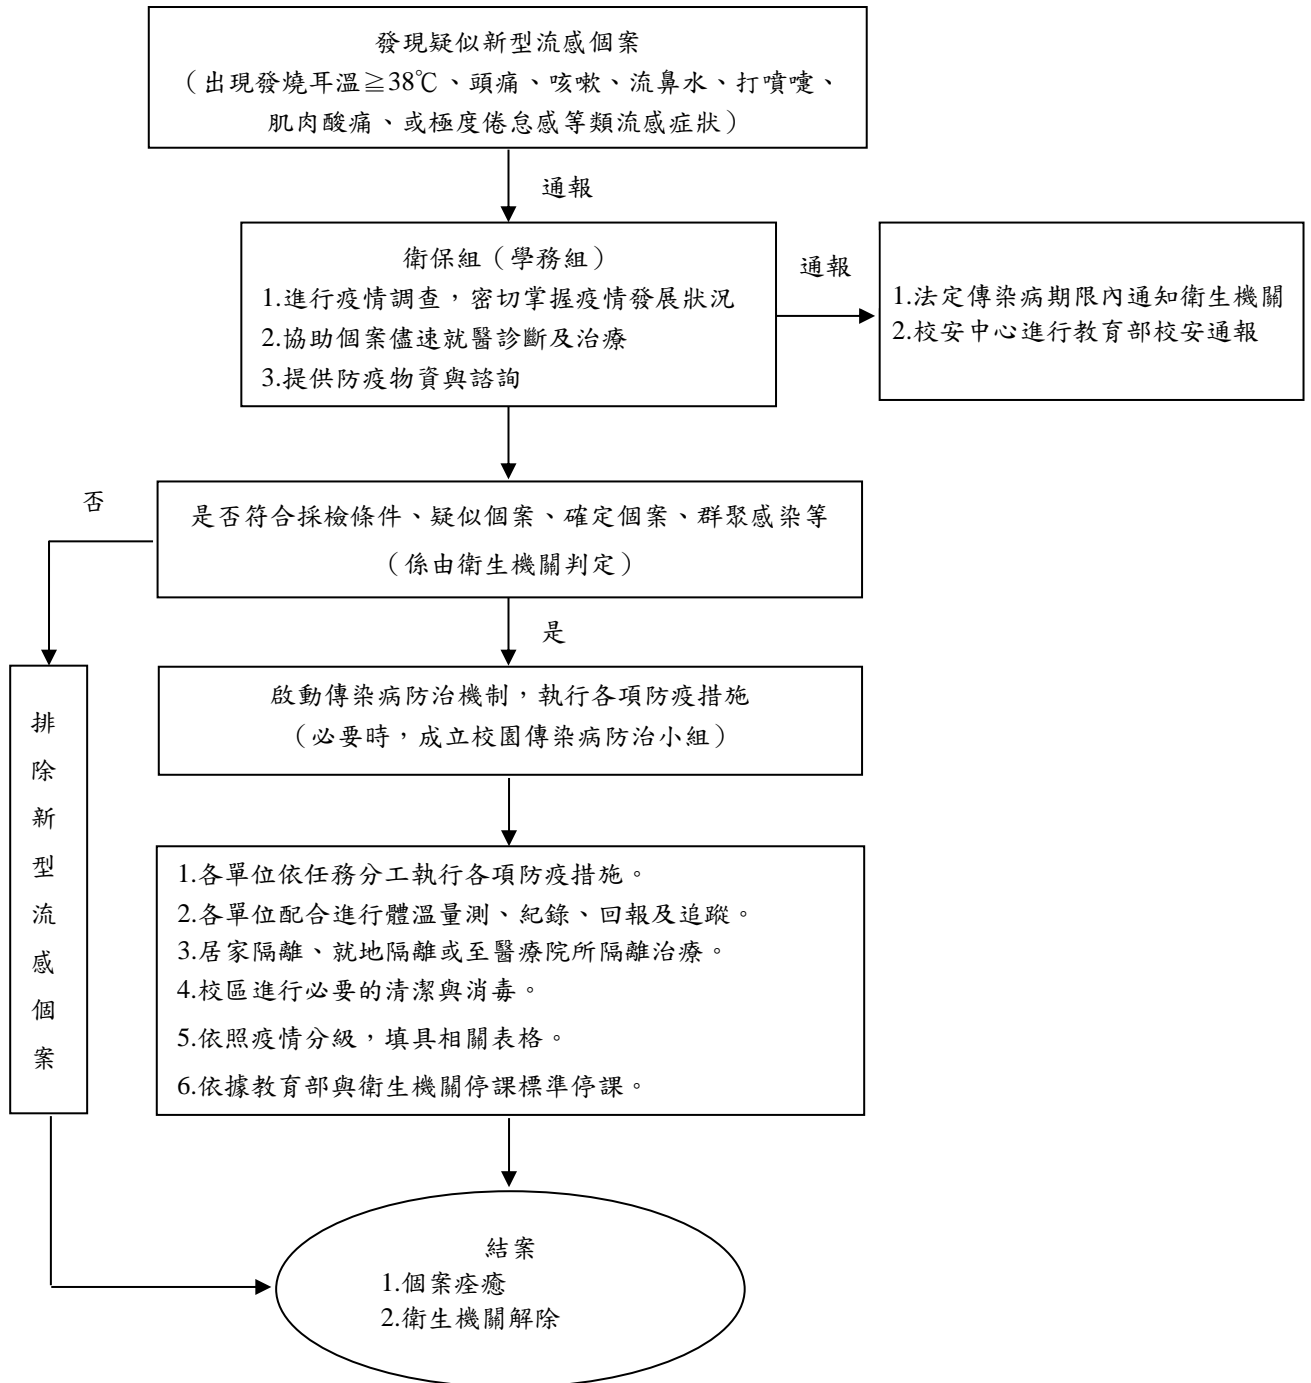 發現疑似新型流感個案
（出現發燒耳溫≧38℃、頭痛、咳嗽、流鼻水、打噴嚏、
肌肉酸痛、或極度倦怠感等類流感症狀）
通報
衛保組（學務組）
1.進行疫情調查，密切掌握疫情發展狀況
2.協助個案儘速就醫診斷及治療
3.提供防疫物資與諮詢
通報
1.法定傳染病期限內通知衛生機關
2.校安中心進行教育部校安通報
否
是否符合採檢條件、疑似個案、確定個案、群聚感染等
（係由衛生機關判定）
是
排除新型流感個案
啟動傳染病防治機制，執行各項防疫措施
（必要時，成立校園傳染病防治小組）
1.各單位依任務分工執行各項防疫措施。
2.各單位配合進行體溫量測、紀錄、回報及追蹤。
3.居家隔離、就地隔離或至醫療院所隔離治療。
4.校區進行必要的清潔與消毒。
5.依照疫情分級，填具相關表格。
6.依據教育部與衛生機關停課標準停課。
結案
1.個案痊癒
2.衛生機關解除